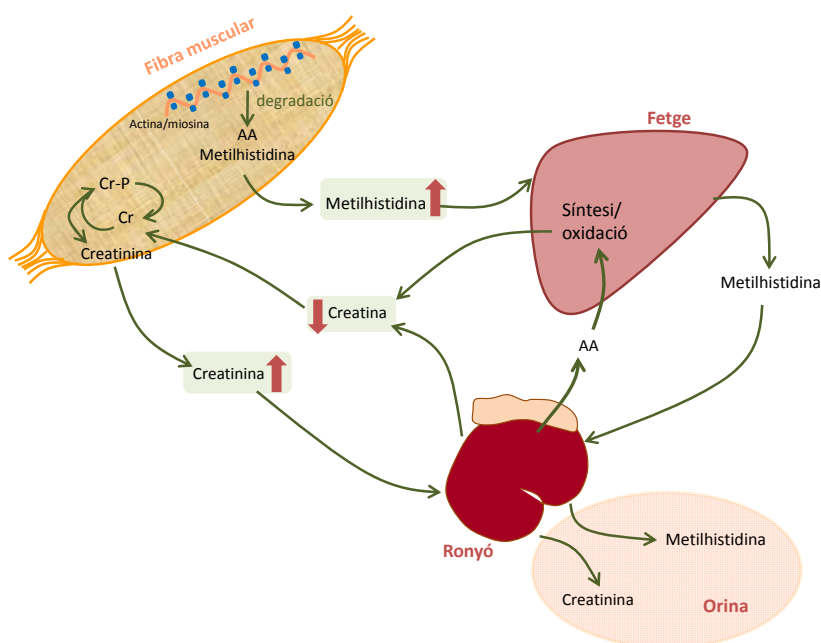 Fibra muscular
degradació
Actina/miosina
AA
Metilhistidina
Cr-P
Cr
Creatinina
Metilhistidina
Fetge
Síntesi/
oxidació
Metilhistidina
Creatina
AA
Creatinina
Ronyó
Metilhistidina
Creatinina
Orina